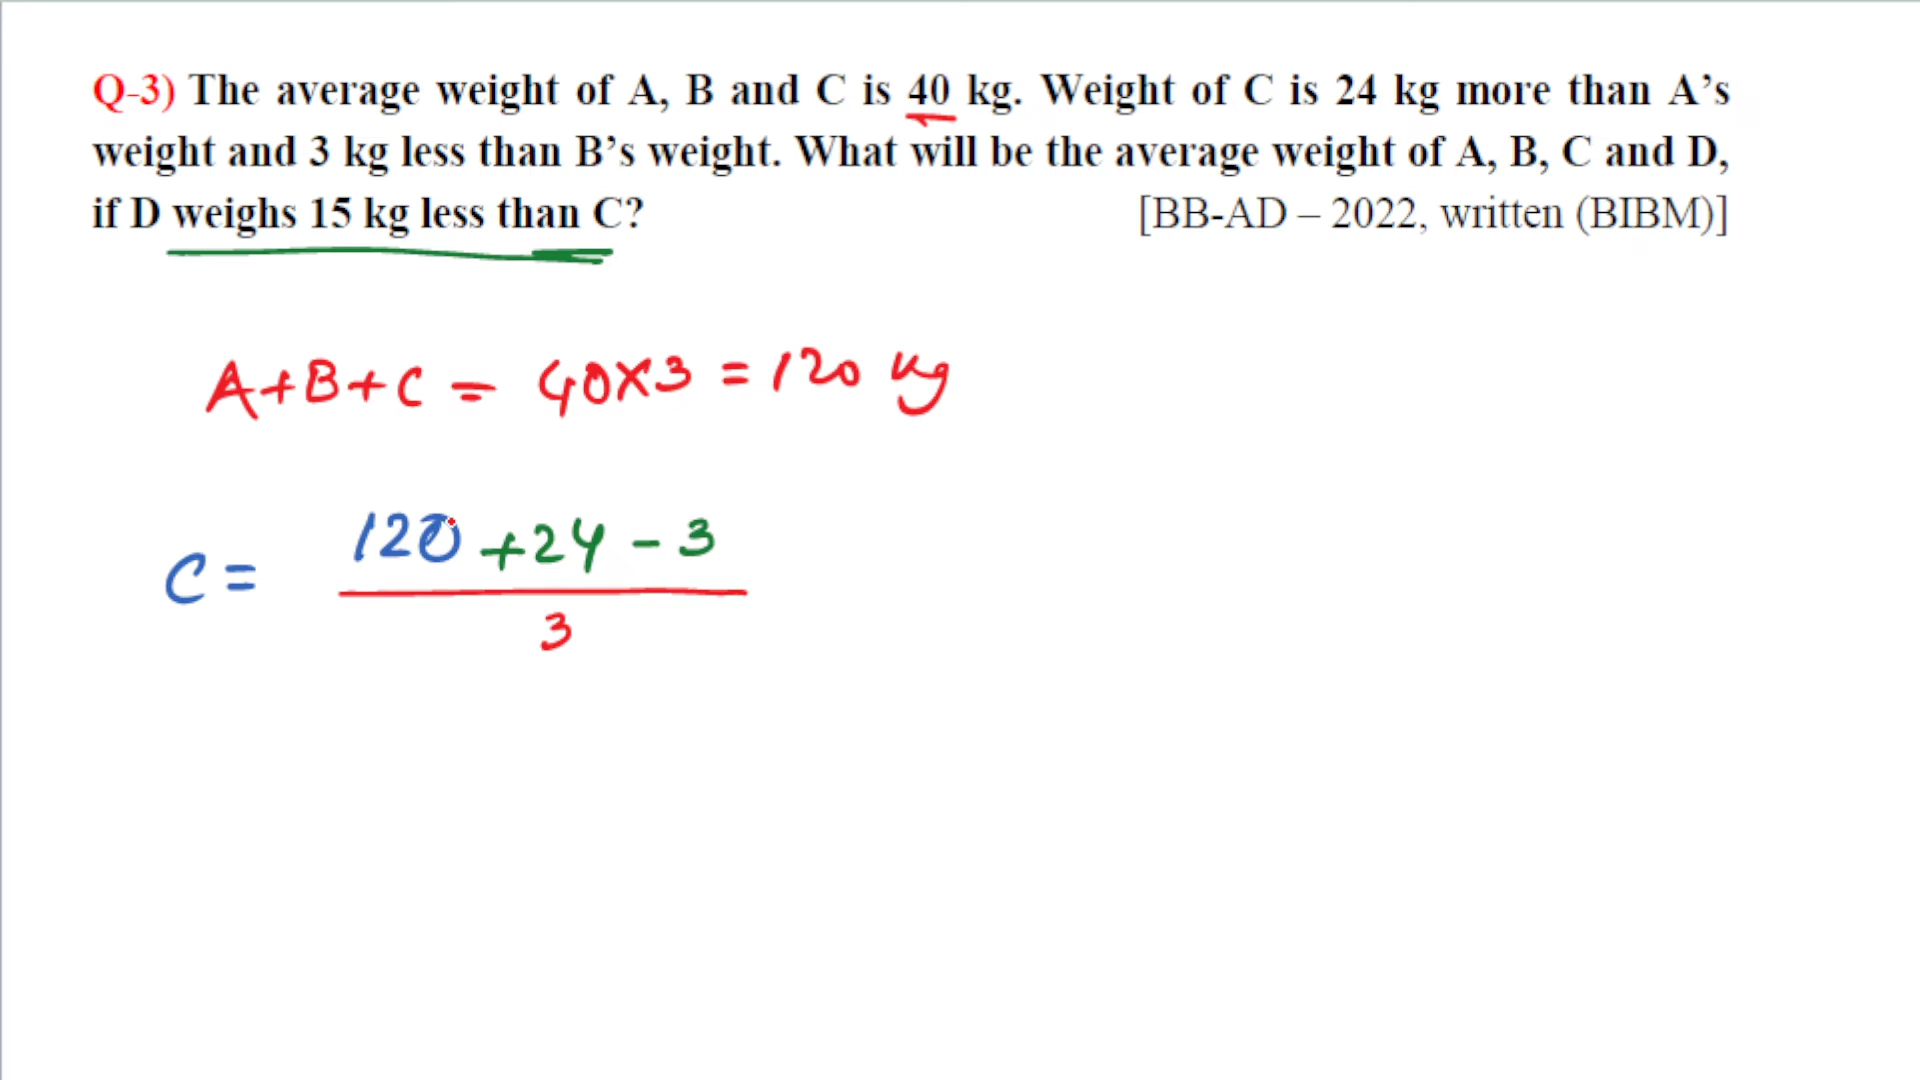 Q-3) The average weight of A, B and C is 40 kg. Weight of C is 24 kg more than A’s
weight and 3 kg less than B’s weight. What will be the average weight of A, B, C and D,
if D weighs 15 kg less than C? [BB-AD – 2022, written (BIBM)]
A+B+C = 40×3 = 120 kg
120 +24 - 3
C =
3